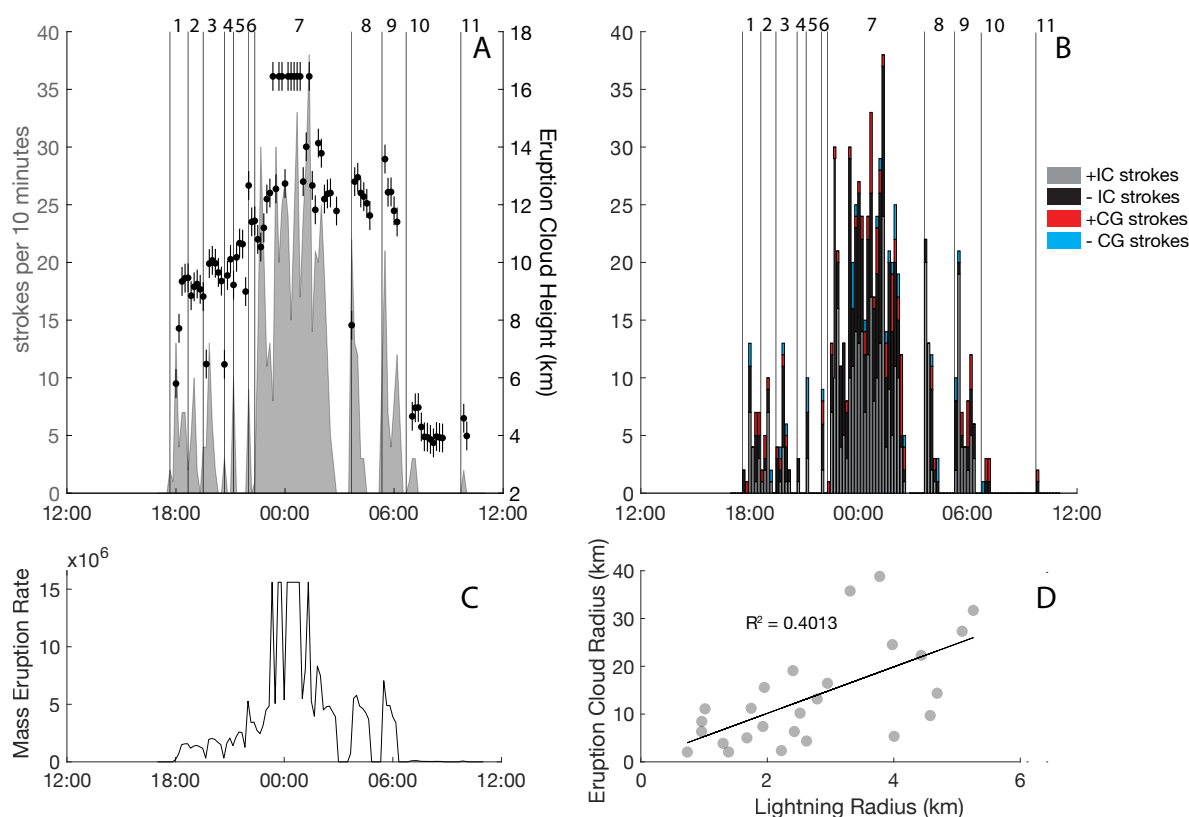 1 2 3 4 5 6 7 8 9 10 11
A
40 35 30 25 20 15 10 5 0
strokes per 10 minutes
18 16 14 12 10 8 6 4 2
Eruption Cloud Height (km)
12:00 18:00 00:00 06:00 12:00
1 2 3 4 5 6 7 8 9 10 11
B
40 35 30 25 20 15 10 5 0
12:00 18:00 00:00 06:00 12:00
+IC strokes
- IC strokes
+CG strokes
- CG strokes
x10⁶
C
15 10 5 0
Mass Eruption Rate
12:00 18:00 00:00 06:00 12:00
D
40 30 20 10 0
Eruption Cloud Radius (km)
R² = 0.4013
0 2 4 6
Lightning Radius (km)